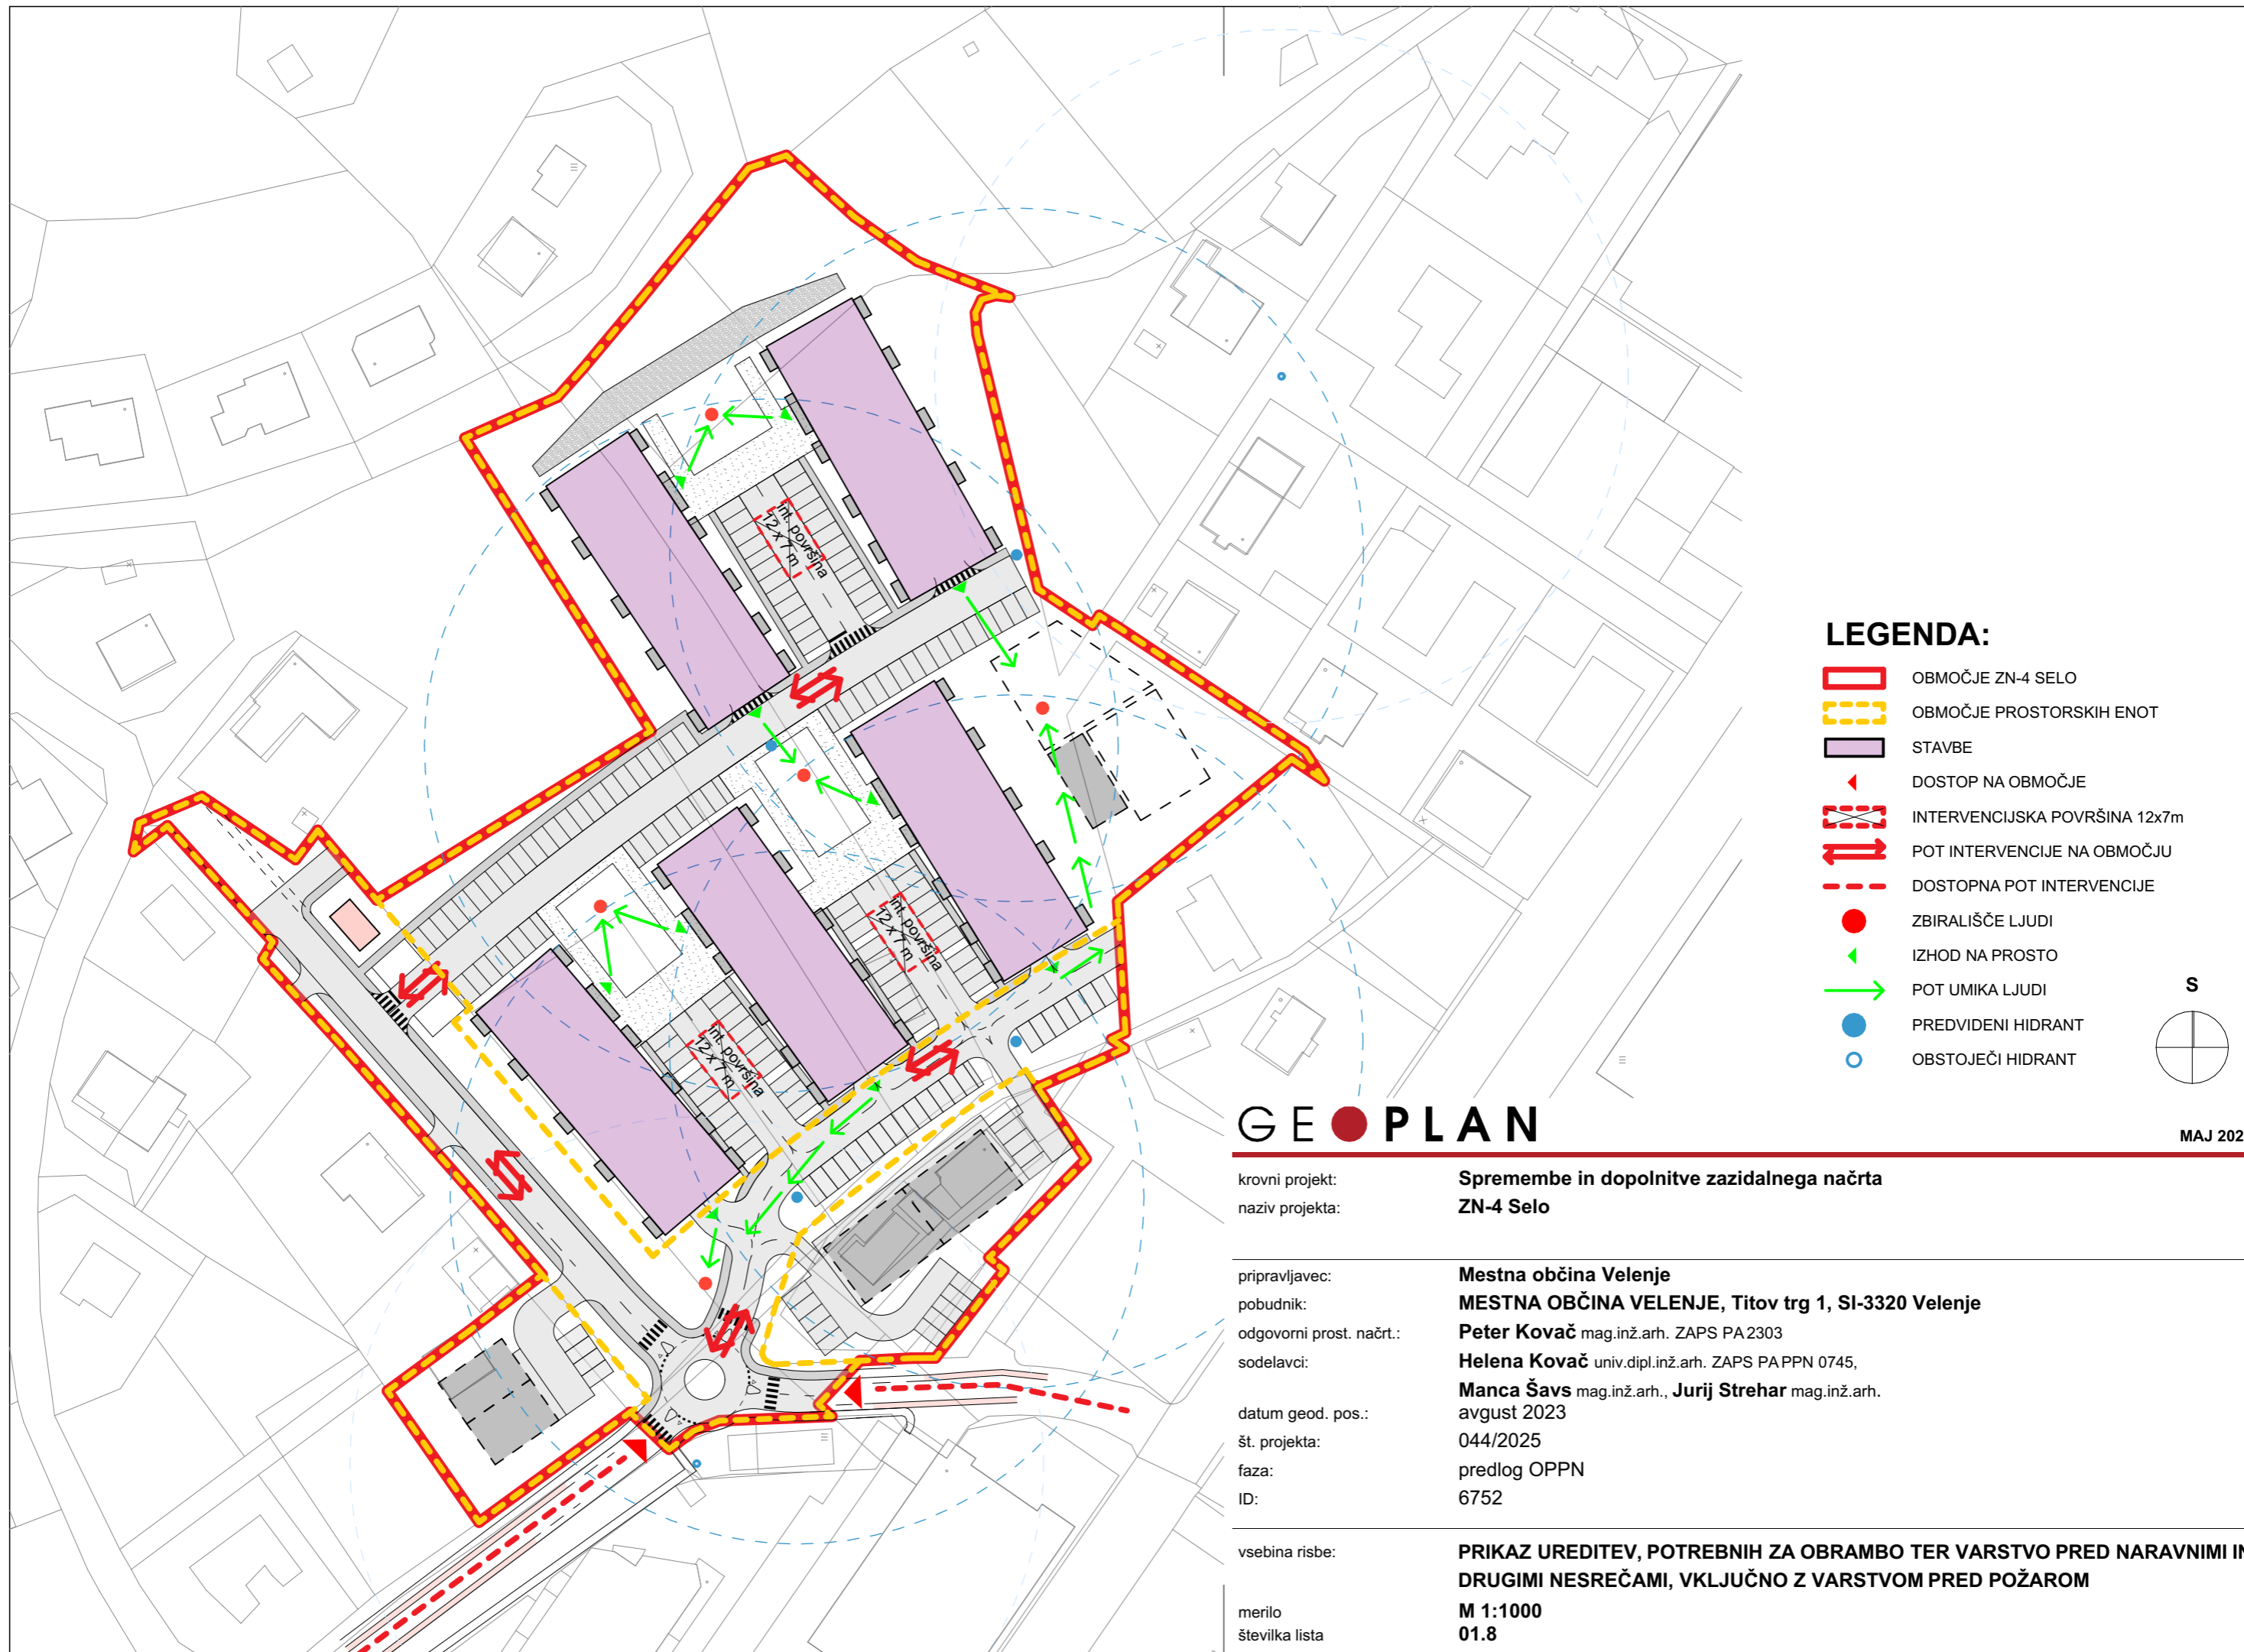 int. površina
12 x 7 m
int. površina
12 x 7 m
int. površina
12 x 7 m
LEGENDA:
OBMOČJE ZN-4 SELO
OBMOČJE PROSTORSKIH ENOT
STAVBE
DOSTOP NA OBMOČJE
INTERVENCIJSKA POVRŠINA 12x7m
POT INTERVENCIJE NA OBMOČJU
DOSTOPNA POT INTERVENCIJE
ZBIRALIŠČE LJUDI
IZHOD NA PROSTO
POT UMIKA LJUDI
PREDVIDENI HIDRANT
OBSTOJEČI HIDRANT
S
GEOPLAN
MAJ 202
krovni projekt: Spremembe in dopolnitve zazidalnega načrta
naziv projekta: ZN-4 Selo
pripravljavec: Mestna občina Velenje
pobudnik: MESTNA OBČINA VELENJE, Titov trg 1, SI-3320 Velenje
odgovorni prost. načrt.: Peter Kovač mag.inž.arh. ZAPS PA 2303
sodelavci: Helena Kovač univ.dipl.inž.arh. ZAPS PA PPN 0745,
Manca Šavs mag.inž.arh., Jurij Strehar mag.inž.arh.
datum geod. pos.: avgust 2023
št. projekta: 044/2025
faza: predlog OPPN
ID: 6752
vsebina risbe: PRIKAZ UREDITEV, POTREBNIH ZA OBRAMBO TER VARSTVO PRED NARAVNIMI IN
DRUGIMI NESREČAMI, VKLJUČNO Z VARSTVOM PRED POŽAROM
merilo M 1:1000
številka lista 01.8